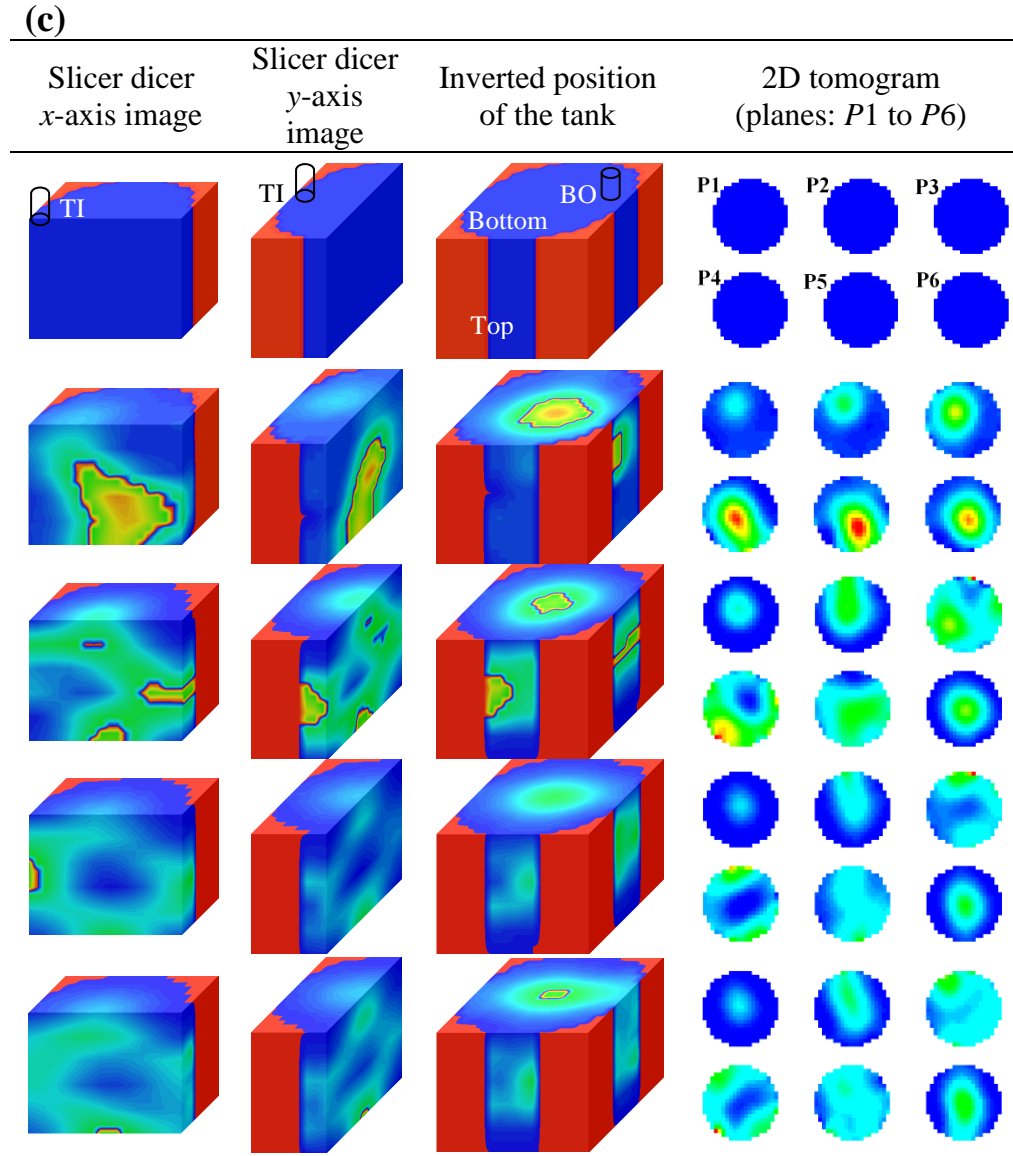 (c)
Slicer dicer
x-axis image
Slicer dicer
y-axis
image
Inverted position
of the tank
2D tomogram
(planes: P1 to P6)
TI
TI
BO
Bottom
Top
P1
P2
P3
P4
P5
P6